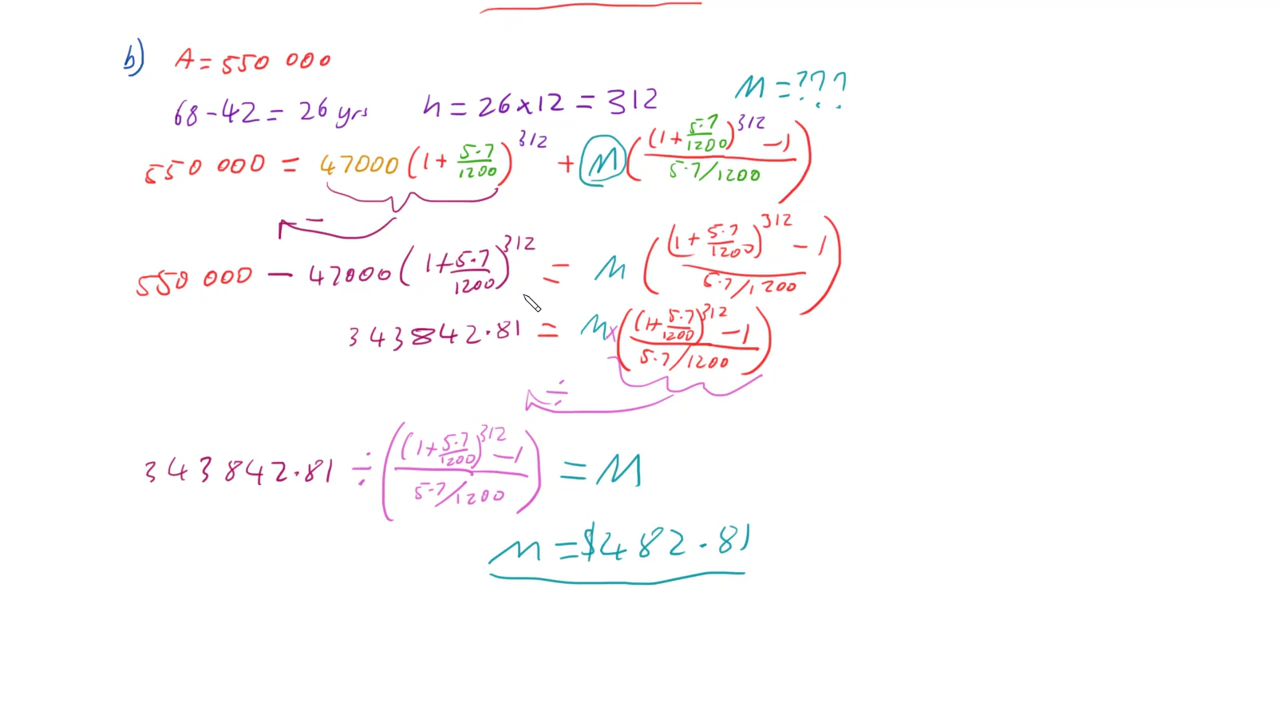 b) A = 550 000
68 - 42 = 26 yrs n = 26 × 12 = 312 M = ???
550 000 = 47000 (1 + 5.7/1200)^312 + M ( ((1 + 5.7/1200)^312 - 1) / (5.7/1200) )
-
550 000 - 47000 (1 + 5.7/1200)^312 = M ( ((1 + 5.7/1200)^312 - 1) / (5.7/1200) )
343842.81 = M × ( ((1 + 5.7/1200)^312 - 1) / (5.7/1200) )
÷
343842.81 ÷ ( ((1 + 5.7/1200)^312 - 1) / (5.7/1200) ) = M
M = $482.81